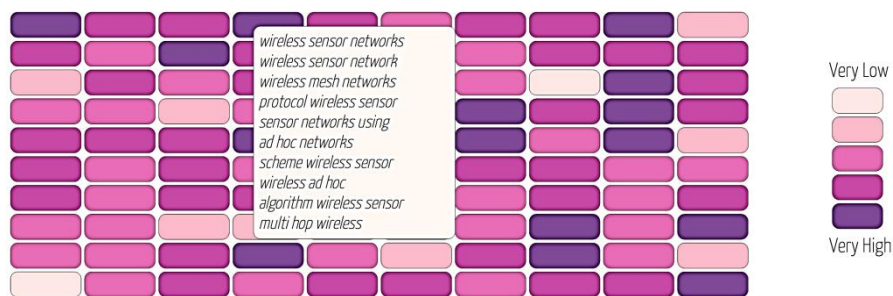 wireless sensor networks
wireless sensor network
wireless mesh networks
protocol wireless sensor
sensor networks using
ad hoc networks
scheme wireless sensor
wireless ad hoc
algorithm wireless sensor
multi hop wireless
Very Low
Very High